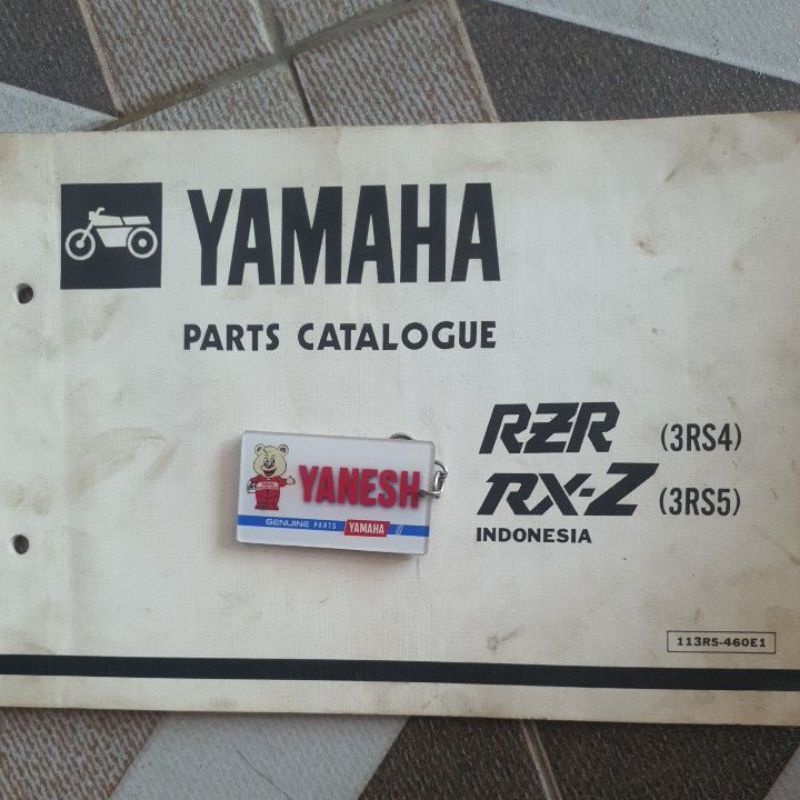 YAMAHA
PARTS CATALOGUE
RZR (3RS4)
RX-Z (3RS5)
INDONESIA
YANESH
GENUINE PARTS YAMAHA
113RS-460E1